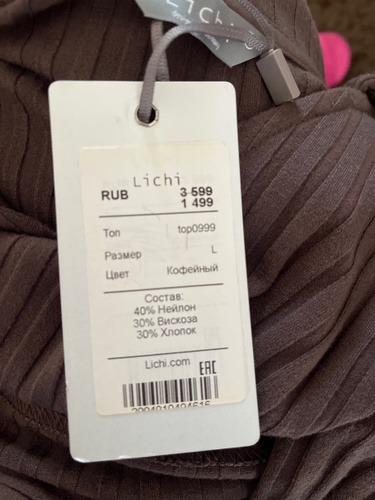 Lichi
Lichi
RUB 3 599
1 499
Топ top0999
Размер L
Цвет Кофейный
Состав:
40% Нейлон
30% Вискоза
30% Хлопок
Lichi.com EAC